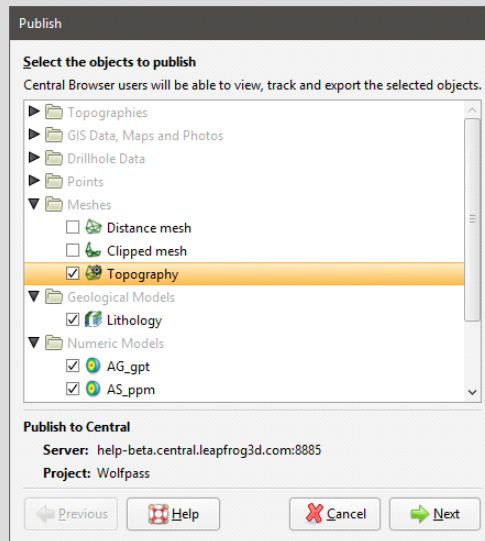 Publish
Select the objects to publish
Central Browser users will be able to view, track and export the selected objects.
Topographies
GIS Data, Maps and Photos
Drillhole Data
Points
Meshes
Distance mesh
Clipped mesh
Topography
Geological Models
Lithology
Numeric Models
AG_gpt
AS_ppm
Publish to Central
Server: help-beta.central.leapfrog3d.com:8885
Project: Wolfpass
Previous Help Cancel Next